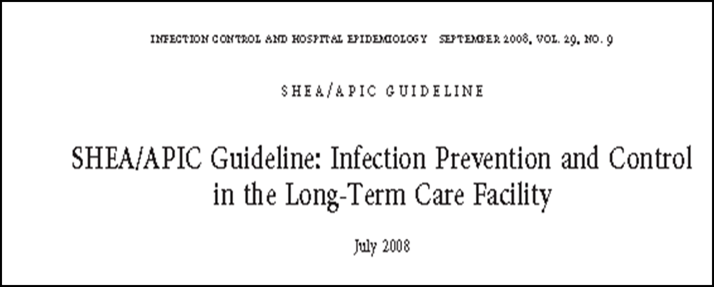 INFECTION CONTROL AND HOSPITAL EPIDEMIOLOGY SEPTEMBER 2008, VOL. 29, NO. 9
SHEA/APIC GUIDELINE
SHEA/APIC Guideline: Infection Prevention and Control
in the Long-Term Care Facility
July 2008